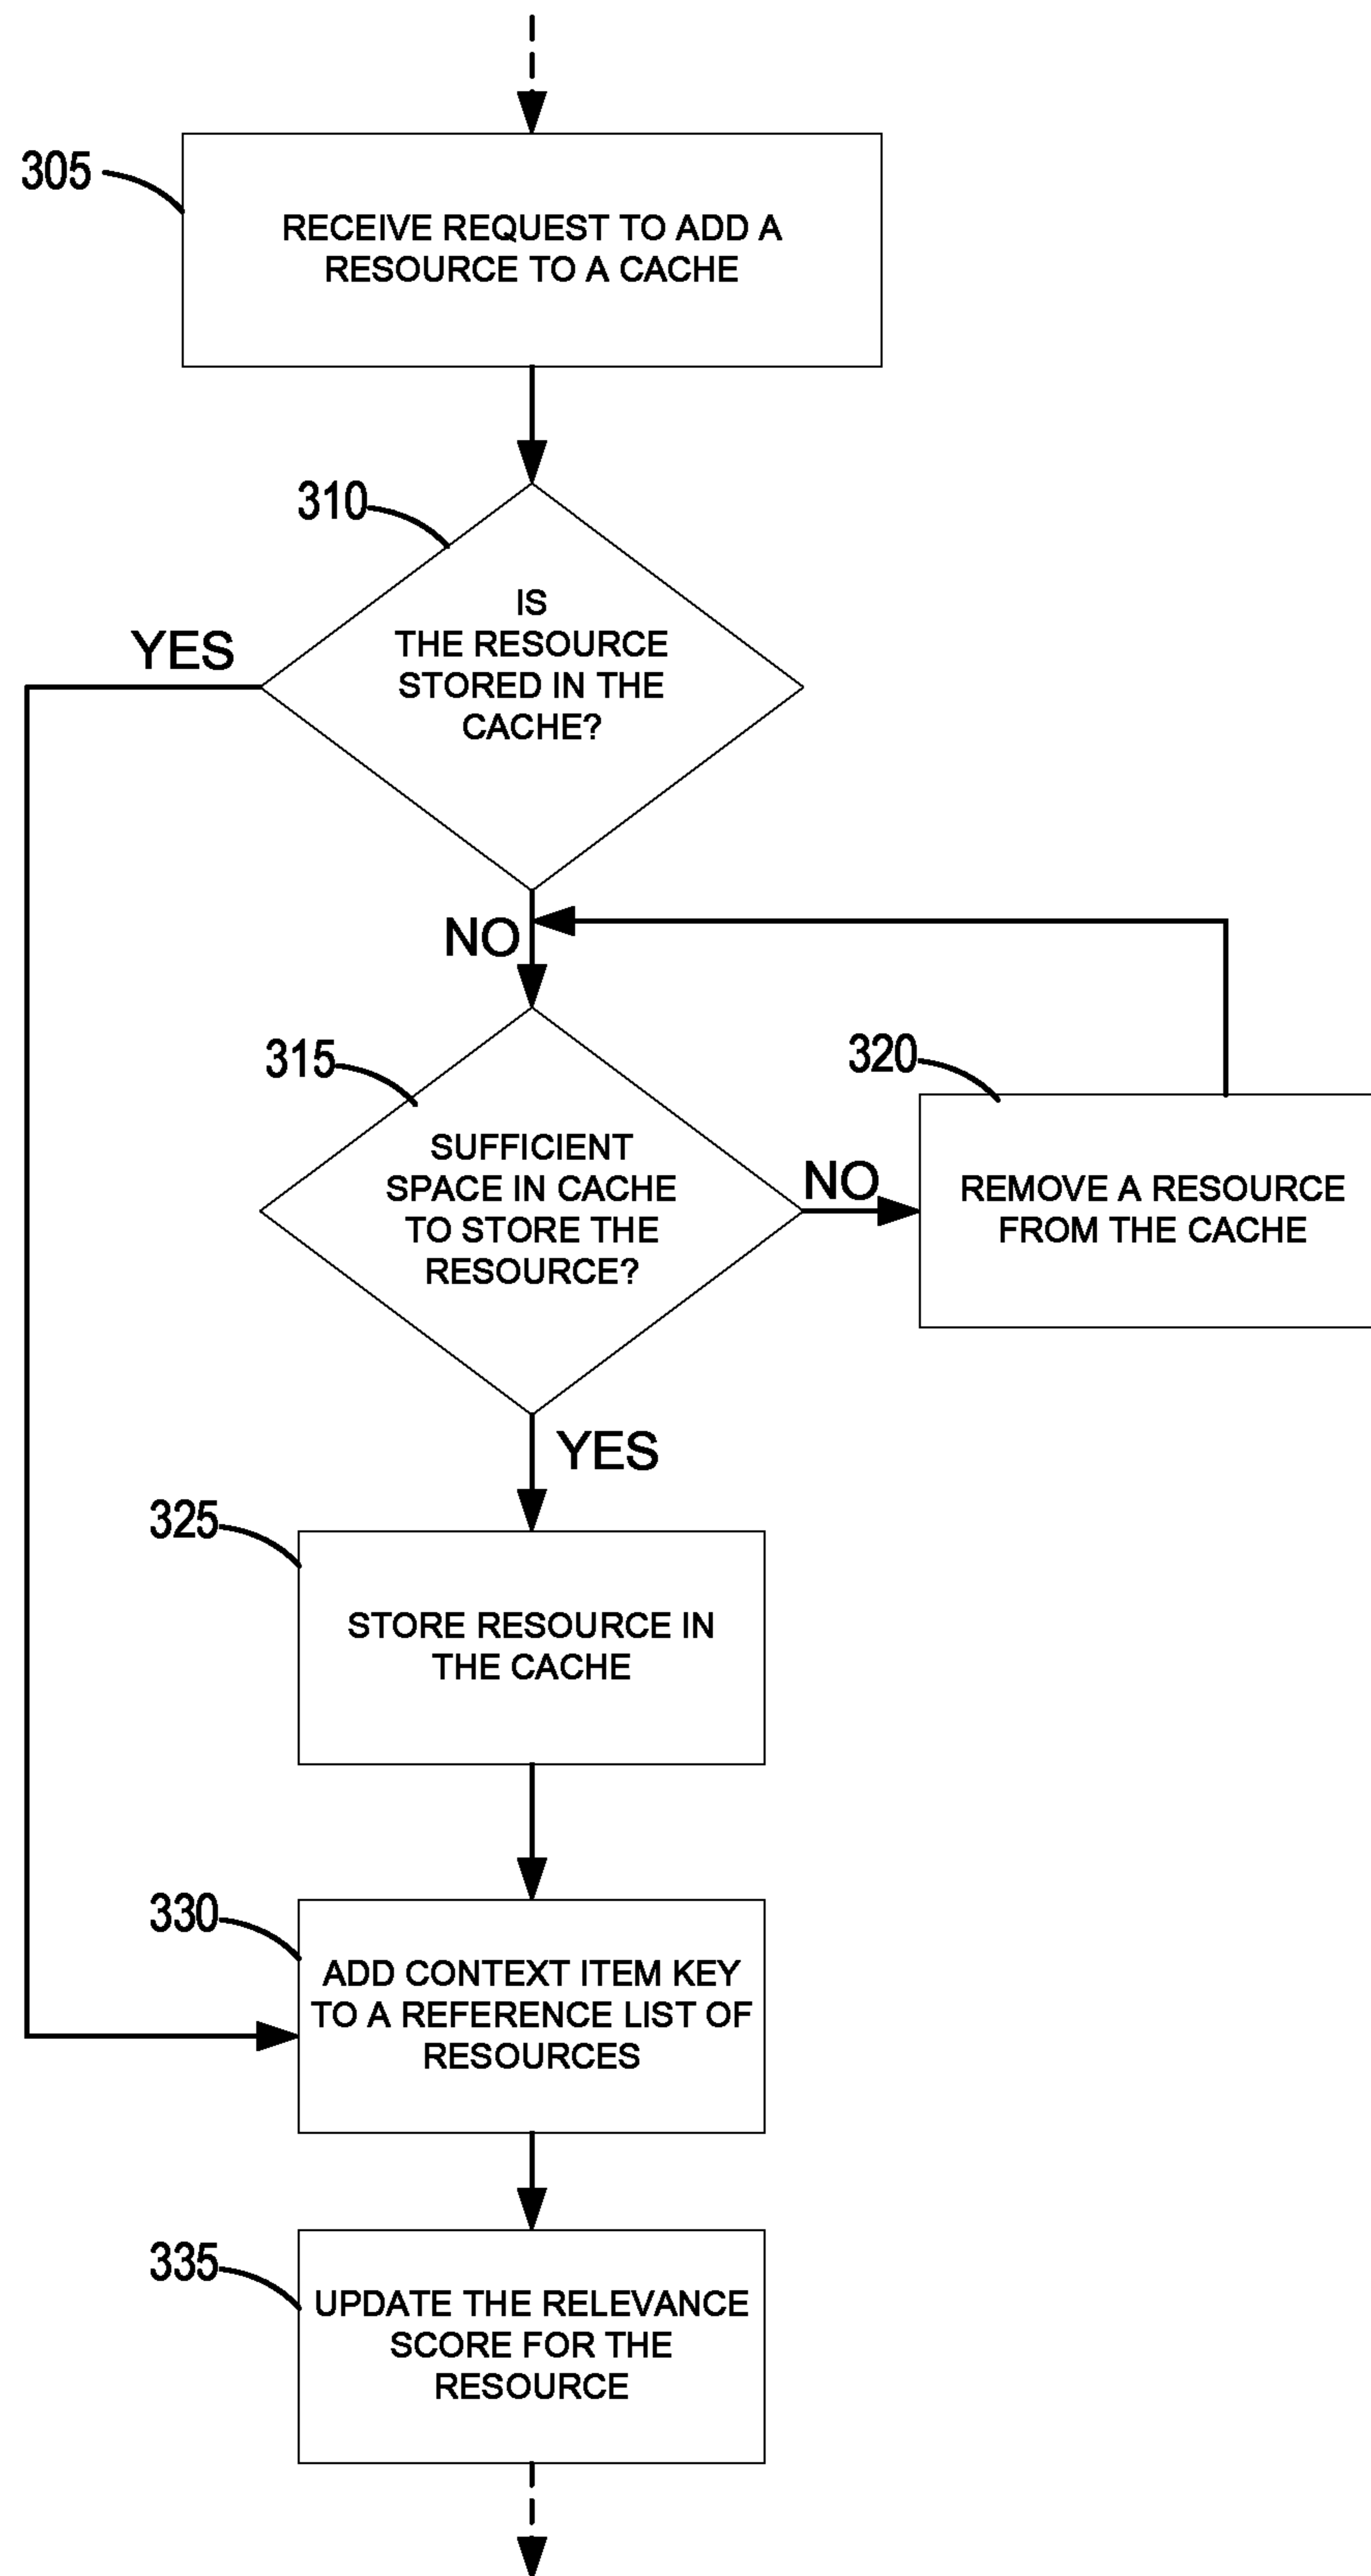 305
RECEIVE REQUEST TO ADD A
RESOURCE TO A CACHE
310
IS
THE RESOURCE
STORED IN THE
CACHE?
YES
NO
315
SUFFICIENT
SPACE IN CACHE
TO STORE THE
RESOURCE?
NO
320
REMOVE A RESOURCE
FROM THE CACHE
YES
325
STORE RESOURCE IN
THE CACHE
330
ADD CONTEXT ITEM KEY
TO A REFERENCE LIST OF
RESOURCES
335
UPDATE THE RELEVANCE
SCORE FOR THE
RESOURCE